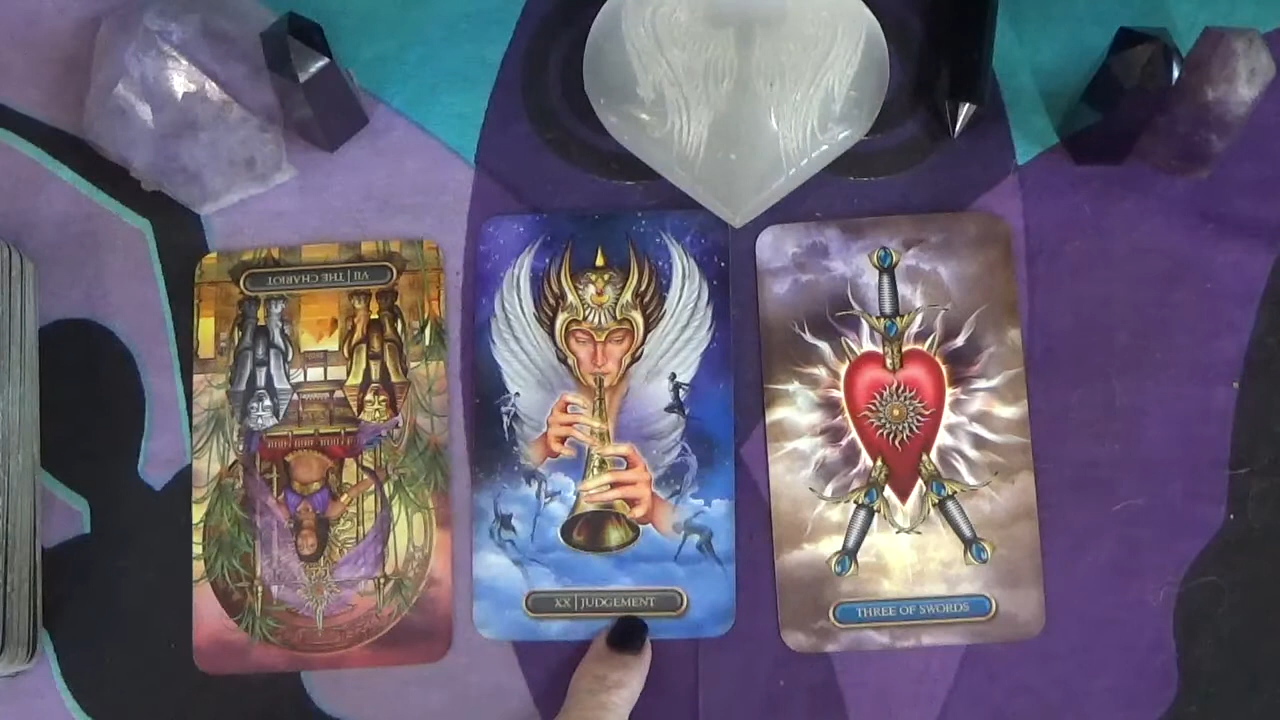 VII | THE CHARIOT
XX | JUDGEMENT
THREE OF SWORDS